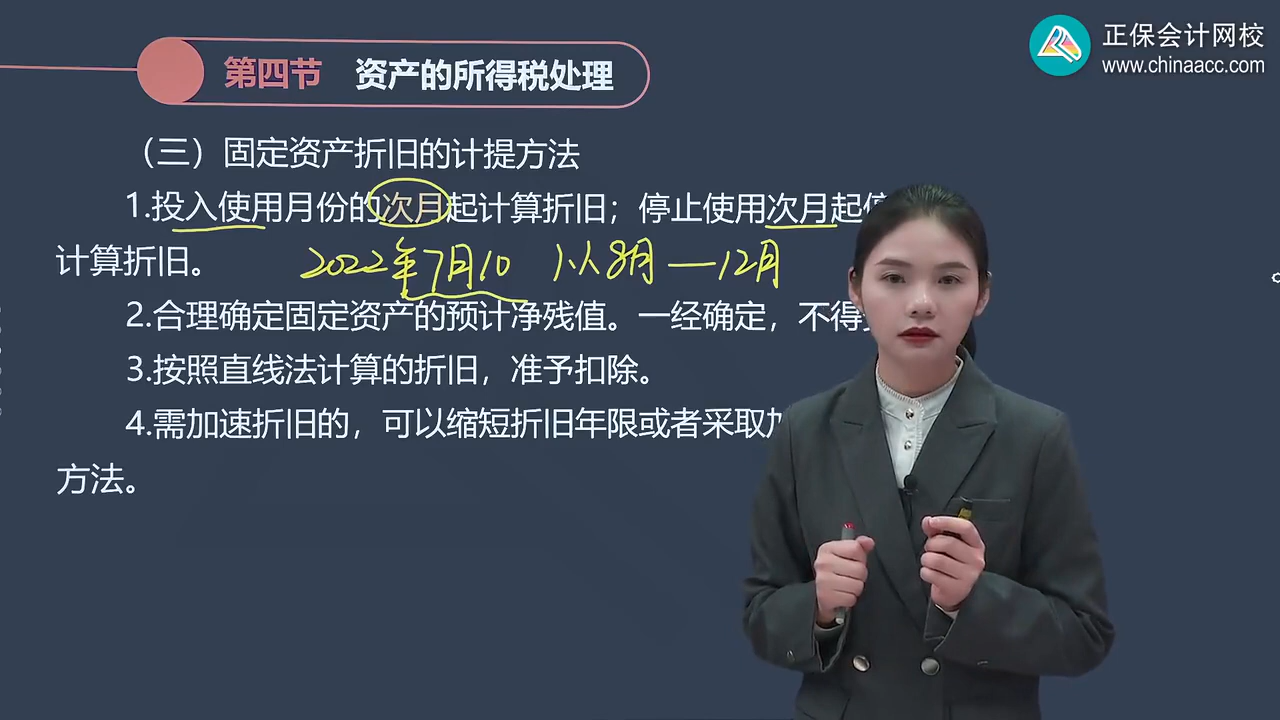 正保会计网校
www.chinaacc.com
第四节 资产的所得税处理
（三）固定资产折旧的计提方法
1.投入使用月份的次月起计算折旧；停止使用次月起
计算折旧。
2022年7月10 从8月—12月
2.合理确定固定资产的预计净残值。一经确定，不得
3.按照直线法计算的折旧，准予扣除。
4.需加速折旧的，可以缩短折旧年限或者采取
方法。